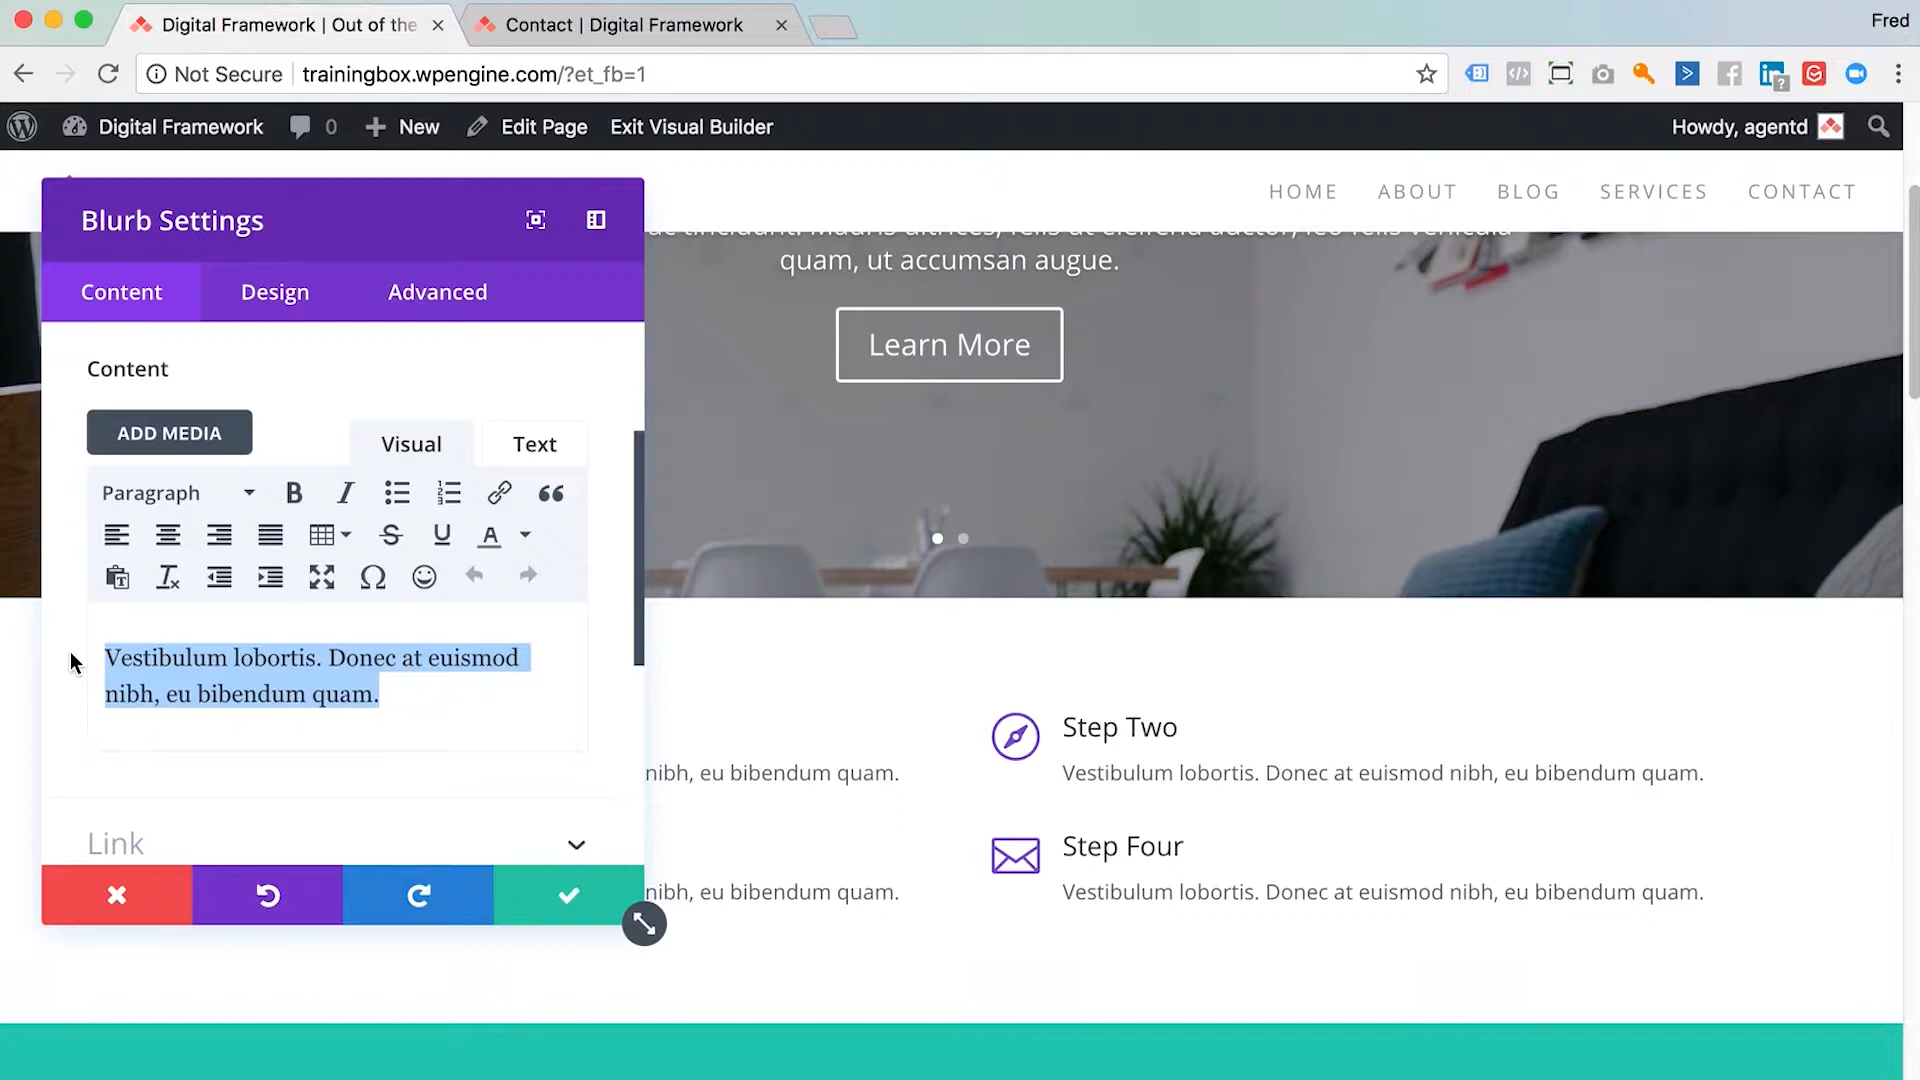 Digital Framework | Out of the
Contact | Digital Framework
Fred
Not Secure
trainingbox.wpengine.com/?et_fb=1
Digital Framework
0
New
Edit Page
Exit Visual Builder
Howdy, agentd
HOME
ABOUT
BLOG
SERVICES
CONTACT
Blurb Settings
Content
Design
Advanced
quam, ut accumsan augue.
Learn More
Content
ADD MEDIA
Visual
Text
Paragraph
Vestibulum lobortis. Donec at euismod
nibh, eu bibendum quam.
Link
nibh, eu bibendum quam.
Step Two
Vestibulum lobortis. Donec at euismod nibh, eu bibendum quam.
nibh, eu bibendum quam.
Step Four
Vestibulum lobortis. Donec at euismod nibh, eu bibendum quam.